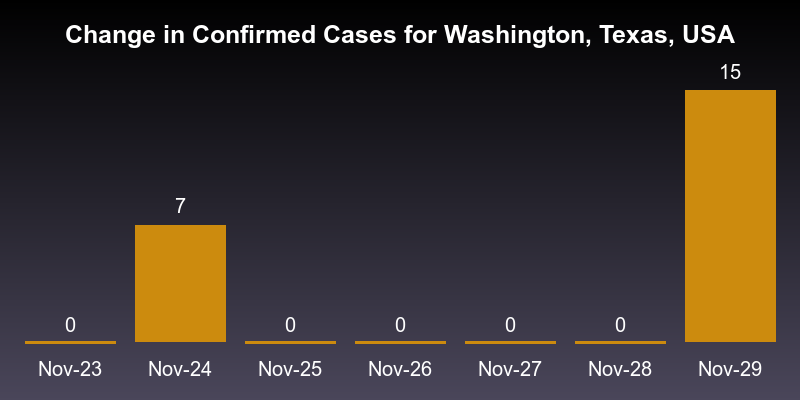 Change in Confirmed Cases for Washington, Texas, USA
15
7
0
0
0
0
0
Nov-23
Nov-24
Nov-25
Nov-26
Nov-27
Nov-28
Nov-29